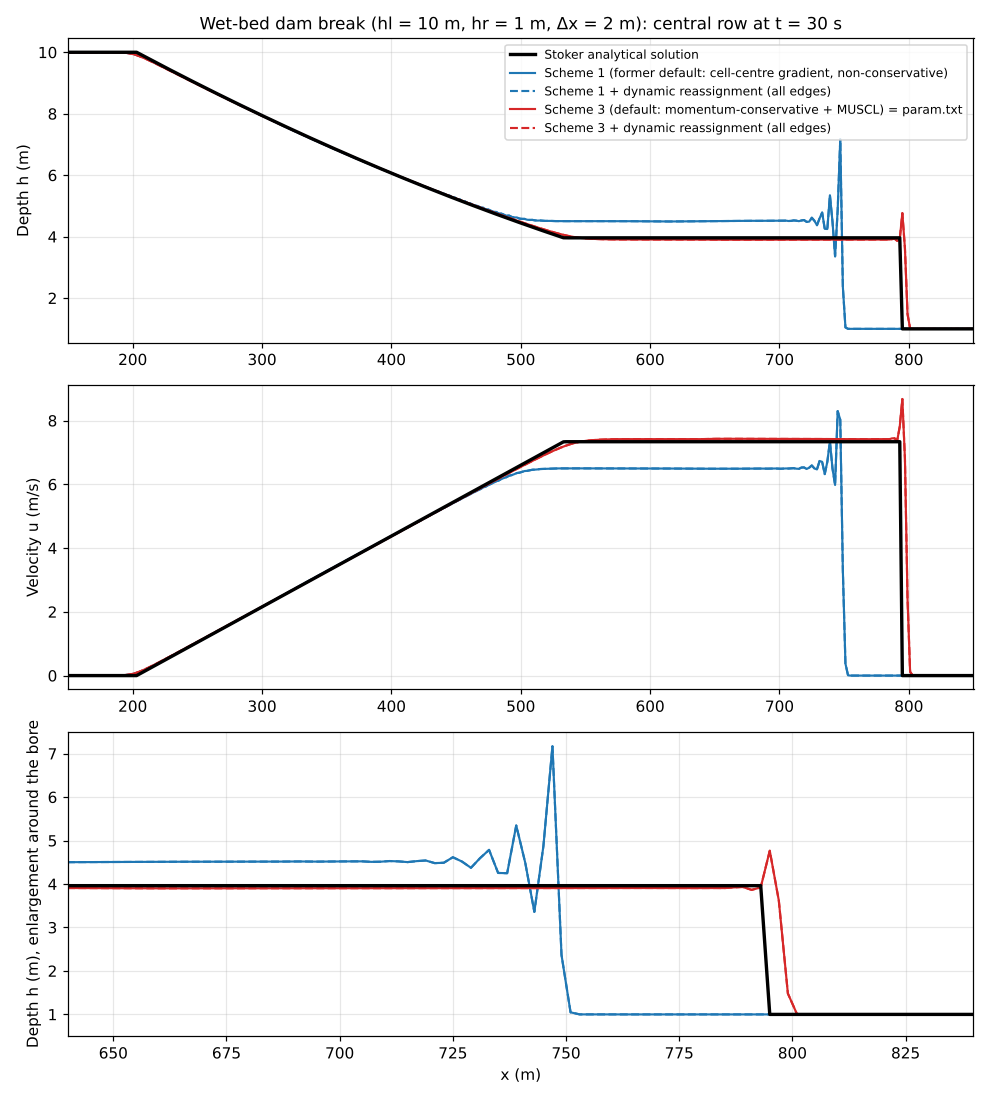 Wet-bed dam break (hl = 10 m, hr = 1 m, Δx = 2 m): central row at t = 30 s
Stoker analytical solution
Scheme 1 (former default: cell-centre gradient, non-conservative)
Scheme 1 + dynamic reassignment (all edges)
Scheme 3 (default: momentum-conservative + MUSCL) = param.txt
Scheme 3 + dynamic reassignment (all edges)
Depth h (m)
10
8
6
4
2
200 300 400 500 600 700 800
Velocity u (m/s)
8
6
4
2
0
200 300 400 500 600 700 800
Depth h (m), enlargement around the bore
7
6
5
4
3
2
1
650 675 700 725 750 775 800 825
x (m)